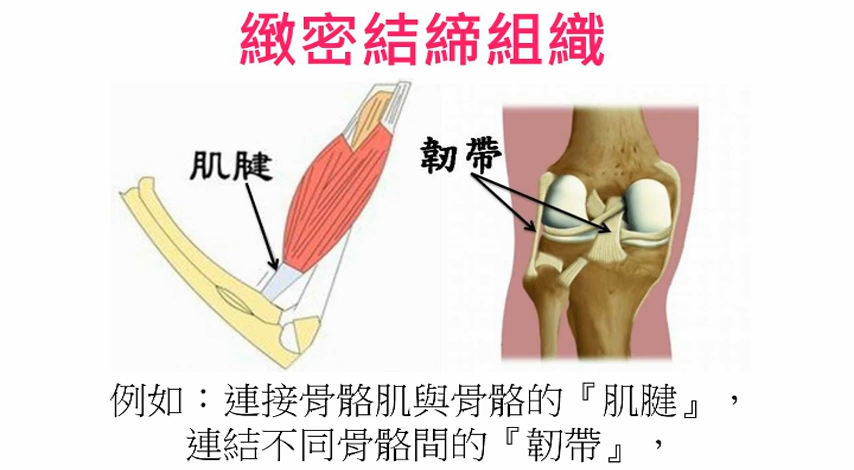 緻密結締組織
肌腱
韌帶
例如：連接骨骼肌與骨骼的『肌腱』，
連結不同骨骼間的『韌帶』，